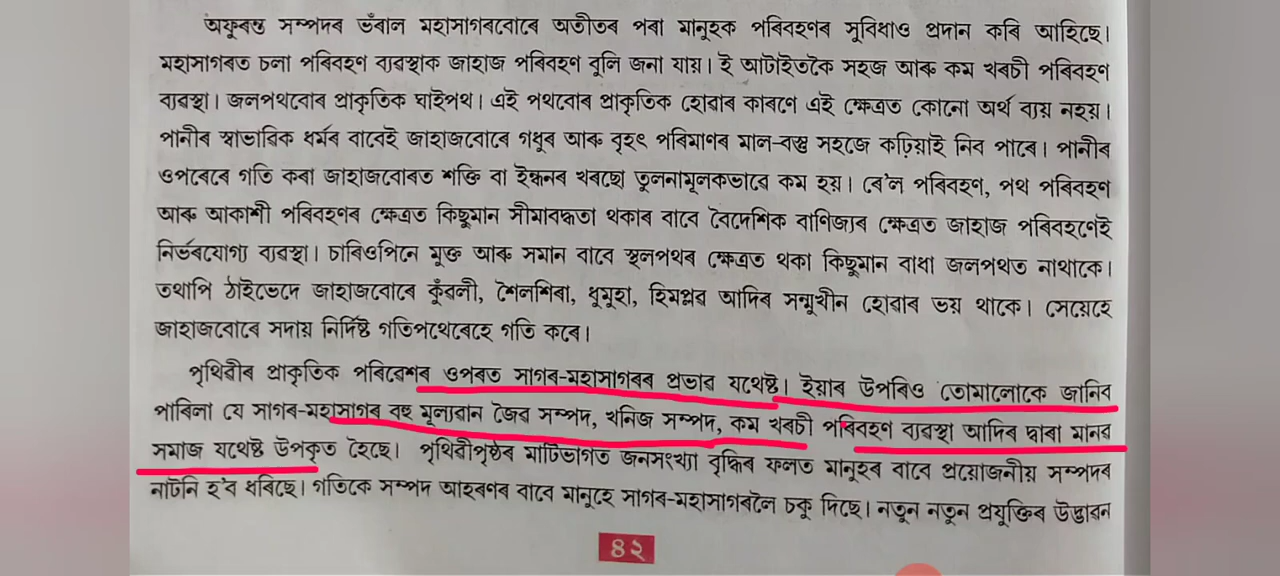 অফুৰন্ত সম্পদৰ ভঁৰাল মহাসাগৰবোৰে অতীতৰ পৰা মানুহক পৰিবহণৰ সুবিধাও প্ৰদান কৰি আহিছে।
মহাসাগৰত চলা পৰিবহণ ব্যৱস্থাক জাহাজ পৰিবহণ বুলি জনা যায়। ই আটাইতকৈ সহজ আৰু কম খৰচী পৰিবহণ
ব্যৱস্থা। জলপথবোৰ প্ৰাকৃতিক ঘাইপথ। এই পথবোৰ প্ৰাকৃতিক হোৱাৰ কাৰণে এই ক্ষেত্ৰত কোনো অৰ্থ ব্যয় নহয়।
পানীৰ স্বাভাৱিক ধৰ্মৰ বাবেই জাহাজবোৰে গধুৰ আৰু বৃহৎ পৰিমাণৰ মাল-বস্তু সহজে কঢ়িয়াই নিব পাৰে। পানীৰ
ওপৰেৰে গতি কৰা জাহাজবোৰত শক্তি বা ইন্ধনৰ খৰছো তুলনামূলকভাৱে কম হয়। ৰে'ল পৰিবহণ, পথ পৰিবহণ
আৰু আকাশী পৰিবহণৰ ক্ষেত্ৰত কিছুমান সীমাবদ্ধতা থকাৰ বাবে বৈদেশিক বাণিজ্যৰ ক্ষেত্ৰত জাহাজ পৰিবহণেই
নিৰ্ভৰযোগ্য ব্যৱস্থা। চাৰিওপিনে মুক্ত আৰু সমান বাবে স্থলপথৰ ক্ষেত্ৰত থকা কিছুমান বাধা জলপথত নাথাকে।
তথাপি ঠাইভেদে জাহাজবোৰে কুঁৱলী, শৈলশিৰা, ধুমুহা, হিমপ্লৱ আদিৰ সন্মুখীন হোৱাৰ ভয় থাকে। সেয়েহে
জাহাজবোৰে সদায় নিৰ্দিষ্ট গতিপথেৰেহে গতি কৰে।
পৃথিৱীৰ প্ৰাকৃতিক পৰিৱেশৰ ওপৰত সাগৰ-মহাসাগৰৰ প্ৰভাৱ যথেষ্ট। ইয়াৰ উপৰিও তোমালোকে জানিব
পাৰিলা যে সাগৰ-মহাসাগৰ বহু মূল্যৱান জৈৱ সম্পদ, খনিজ সম্পদ, কম খৰচী পৰিবহণ ব্যৱস্থা আদিৰ দ্বাৰা মানৱ
সমাজ যথেষ্ট উপকৃত হৈছে। পৃথিৱীপৃষ্ঠৰ মাটিভাগত জনসংখ্যা বৃদ্ধিৰ ফলত মানুহৰ বাবে প্ৰয়োজনীয় সম্পদৰ
নাটনি হ'ব ধৰিছে। গতিকে সম্পদ আহৰণৰ বাবে মানুহে সাগৰ-মহাসাগৰলৈ চকু দিছে। নতুন নতুন প্ৰযুক্তিৰ উদ্ভাৱন
৪২